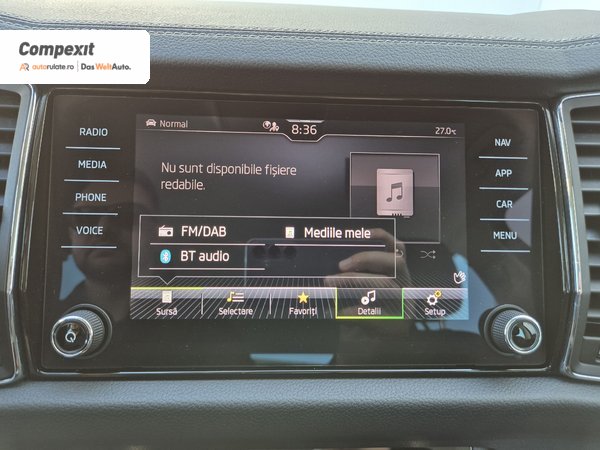 Compexit
autorulate.ro | Das WeltAuto.
Normal
8:36
27.0°C
RADIO
MEDIA
PHONE
VOICE
NAV
APP
CAR
MENU
Nu sunt disponibile fișiere
redabile.
FM/DAB
Mediile mele
BT audio
Sursă
Selectare
Favoriți
Detalii
Setup